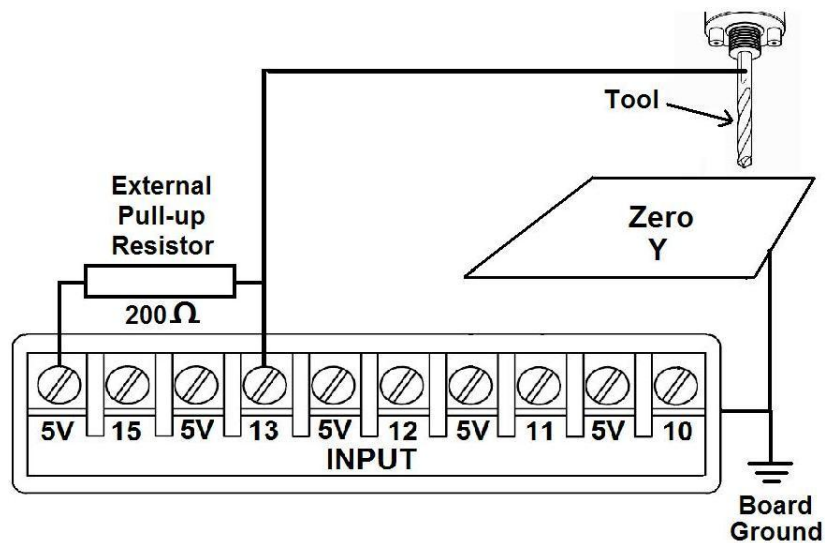 Tool
External
Pull-up
Resistor
Zero
Y
200Ω
5V 15 5V 13 5V 12 5V 11 5V 10
INPUT
Board
Ground